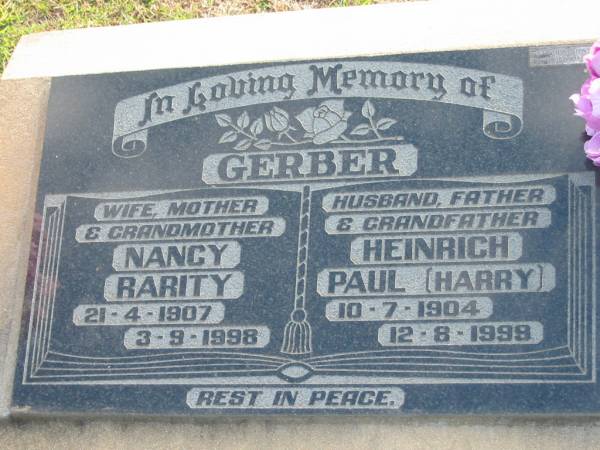 In Loving Memory of
GERBER
WIFE, MOTHER
& GRANDMOTHER
NANCY
RARITY
21-4-1907
3-9-1998
HUSBAND, FATHER
& GRANDFATHER
HEINRICH
PAUL (HARRY)
10-7-1904
12-8-1999
REST IN PEACE.